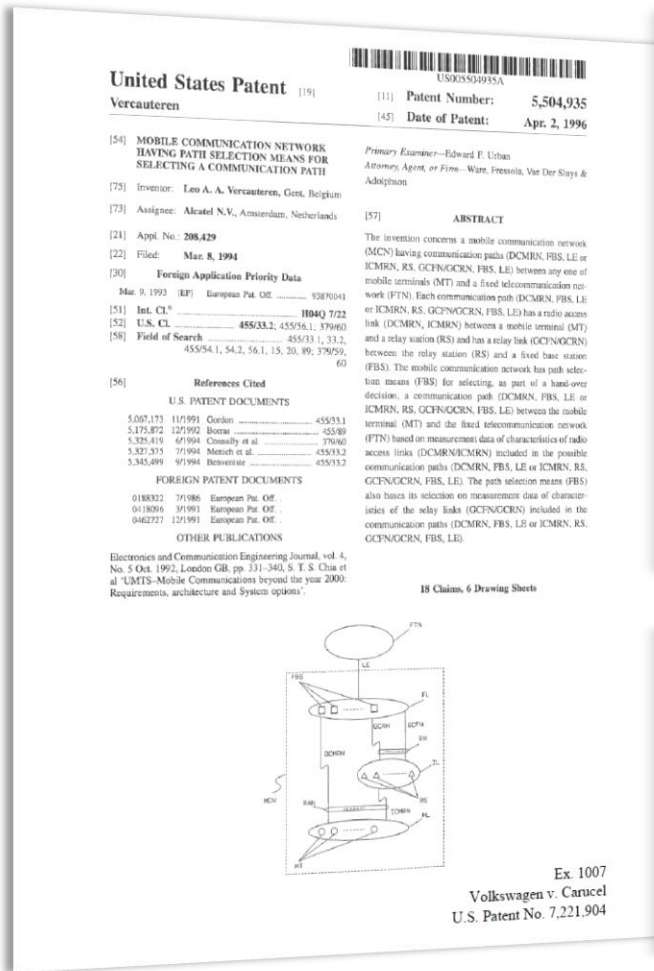 US005504935A
United States Patent [19]
Vercauteren
[11] Patent Number: 5,504,935
[45] Date of Patent: Apr. 2, 1996
[54] MOBILE COMMUNICATION NETWORK
HAVING PATH SELECTION MEANS FOR
SELECTING A COMMUNICATION PATH
[75] Inventor: Leo A. A. Vercauteren, Gent, Belgium
[73] Assignee: Alcatel N.V., Amsterdam, Netherlands
[21] Appl. No.: 208,429
[22] Filed: Mar. 8, 1994
[30] Foreign Application Priority Data
Mar. 9, 1993 [EP] European Pat. Off. ............ 93870041
[51] Int. Cl.⁶ ............ H04Q 7/22
[52] U.S. Cl. ............ 455/33.2; 455/56.1; 379/60
[58] Field of Search ............ 455/33.1, 33.2,
455/54.1, 54.2, 56.1, 15, 20, 89; 379/59,
60
[56] References Cited
U.S. PATENT DOCUMENTS
5,067,173 11/1991 Gordon ............ 455/33.1
5,175,872 12/1992 Borras ............ 455/89
5,325,419 6/1994 Connolly et al. ............ 379/60
5,327,575 7/1994 Menich et al. ............ 455/33.2
5,345,499 9/1994 Benveniste ............ 455/33.2
FOREIGN PATENT DOCUMENTS
0188322 7/1986 European Pat. Off. .
0418096 3/1991 European Pat. Off. .
0462727 12/1991 European Pat. Off. .
OTHER PUBLICATIONS
Electronics and Communication Engineering Journal, vol. 4,
No. 5 Oct. 1992, London GB, pp. 331-340, S. T. S. Chia et
al 'UMTS-Mobile Communications beyond the year 2000:
Requirements, architecture and System options'.
Primary Examiner—Edward F. Urban
Attorney, Agent, or Firm—Ware, Fressola, Van Der Sluys &
Adolphson
[57] ABSTRACT
The invention concerns a mobile communication network
(MCN) having communication paths (DCMRN, FBS, LE or
ICMRN, RS, GCFN/GCRN, FBS, LE) between any one of
mobile terminals (MT) and a fixed telecommunication net-
work (FTN). Each communication path (DCMRN, FBS, LE
or ICMRN, RS, GCFN/GCRN, FBS, LE) has a radio access
link (DCMRN, ICMRN) between a mobile terminal (MT)
and a relay station (RS) and has a relay link (GCFN/GCRN)
between the relay station (RS) and a fixed base station
(FBS). The mobile communication network has path selec-
tion means (FBS) for selecting, as part of a hand-over
decision, a communication path (DCMRN, FBS, LE or
ICMRN, RS, GCFN/GCRN, FBS, LE) between the mobile
terminal (MT) and the fixed telecommunication network
(FTN) based on measurement data of characteristics of radio
access links (DCMRN/ICMRN) included in the possible
communication paths (DCMRN, FBS, LE or ICMRN, RS,
GCFN/GCRN, FBS, LE). The path selection means (FBS)
also bases its selection on measurement data of character-
istics of the relay links (GCFN/GCRN) included in the
communication paths (DCMRN, FBS, LE or ICMRN, RS,
GCFN/GCRN, FBS, LE).
18 Claims, 6 Drawing Sheets
FTN
LE
FBS
FL
GCRN
GCFN
DCMRN
IL
MCN
RAN
ICMRN
RS
ML
MT
Ex. 1007
Volkswagen v. Carucel
U.S. Patent No. 7,221,904